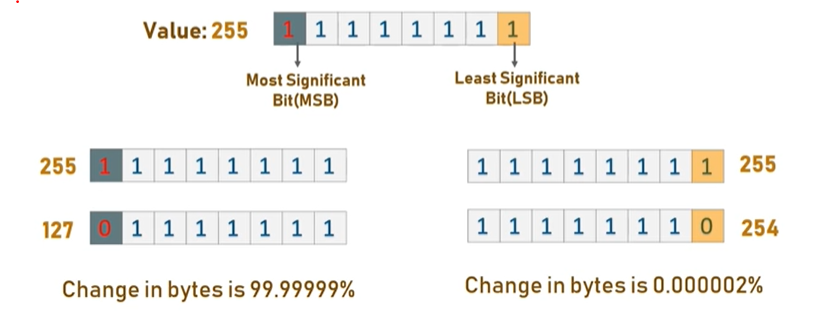 Value: 255 1 1 1 1 1 1 1 1
Most Significant Least Significant
Bit(MSB) Bit(LSB)
255 1 1 1 1 1 1 1 1 1 1 1 1 1 1 1 1 255
127 0 1 1 1 1 1 1 1 1 1 1 1 1 1 1 0 254
Change in bytes is 99.99999% Change in bytes is 0.000002%